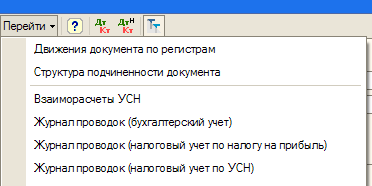 Перейти
? Дт Кт Дт Н Кт Тт
Движения документа по регистрам
Структура подчиненности документа
Взаиморасчеты УСН
Журнал проводок (бухгалтерский учет)
Журнал проводок (налоговый учет по налогу на прибыль)
Журнал проводок (налоговый учет по УСН)